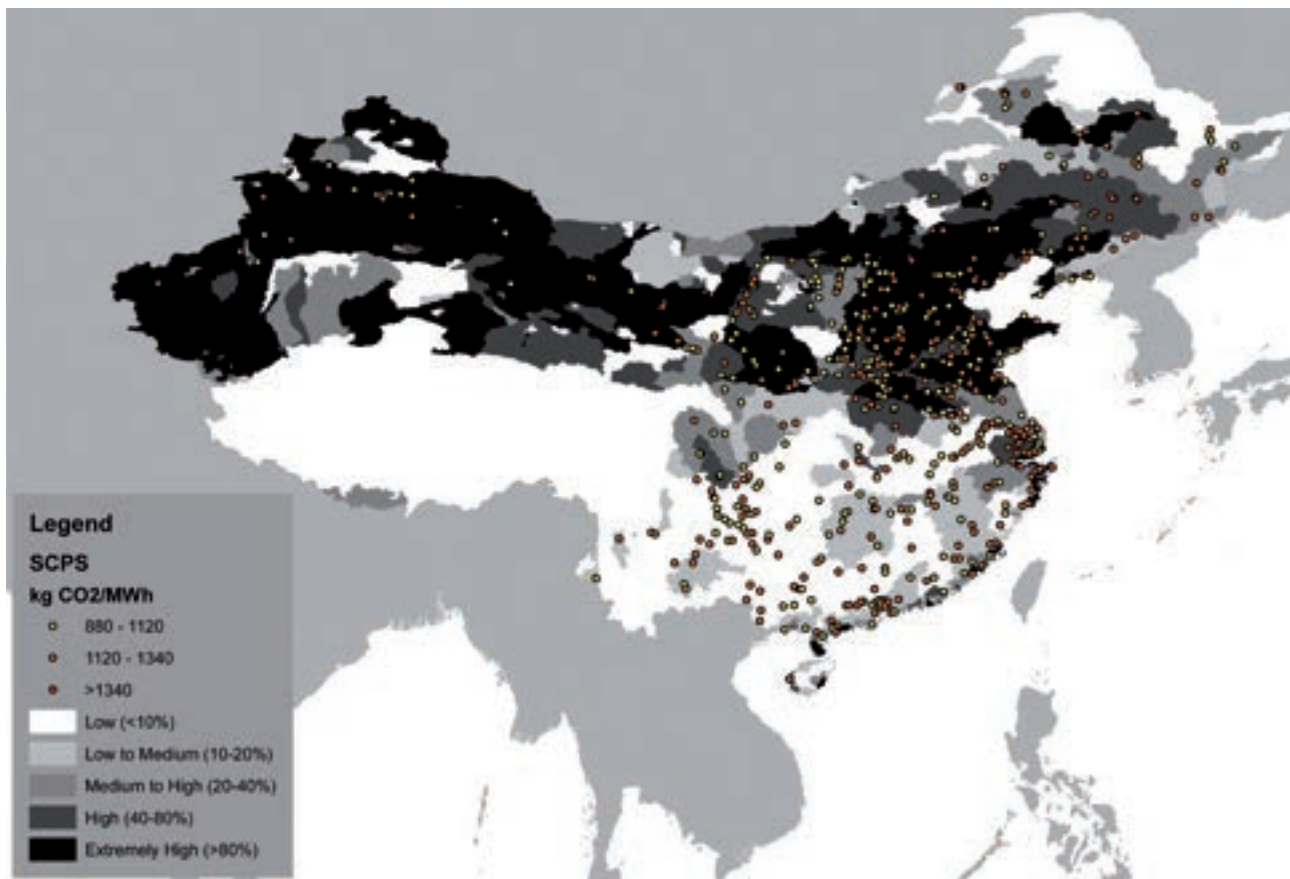 Legend
SCPS
kg CO2/MWh
880 - 1120
1120 - 1340
>1340
Low (<10%)
Low to Medium (10-20%)
Medium to High (20-40%)
High (40-80%)
Extremely High (>80%)